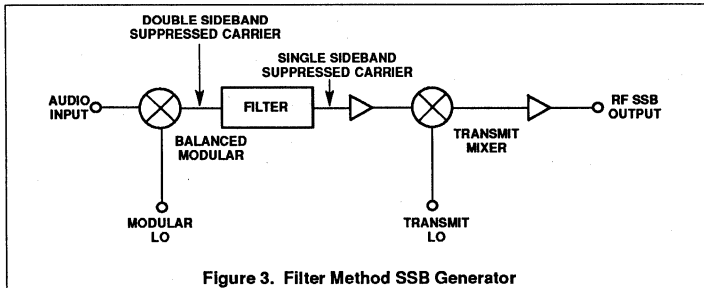 DOUBLE SIDEBAND
SUPPRESSED CARRIER
SINGLE SIDEBAND
SUPPRESSED CARRIER
AUDIO
INPUT
FILTER
RF SSB
OUTPUT
BALANCED
MODULAR
TRANSMIT
MIXER
MODULAR
LO
TRANSMIT
LO
Figure 3. Filter Method SSB Generator